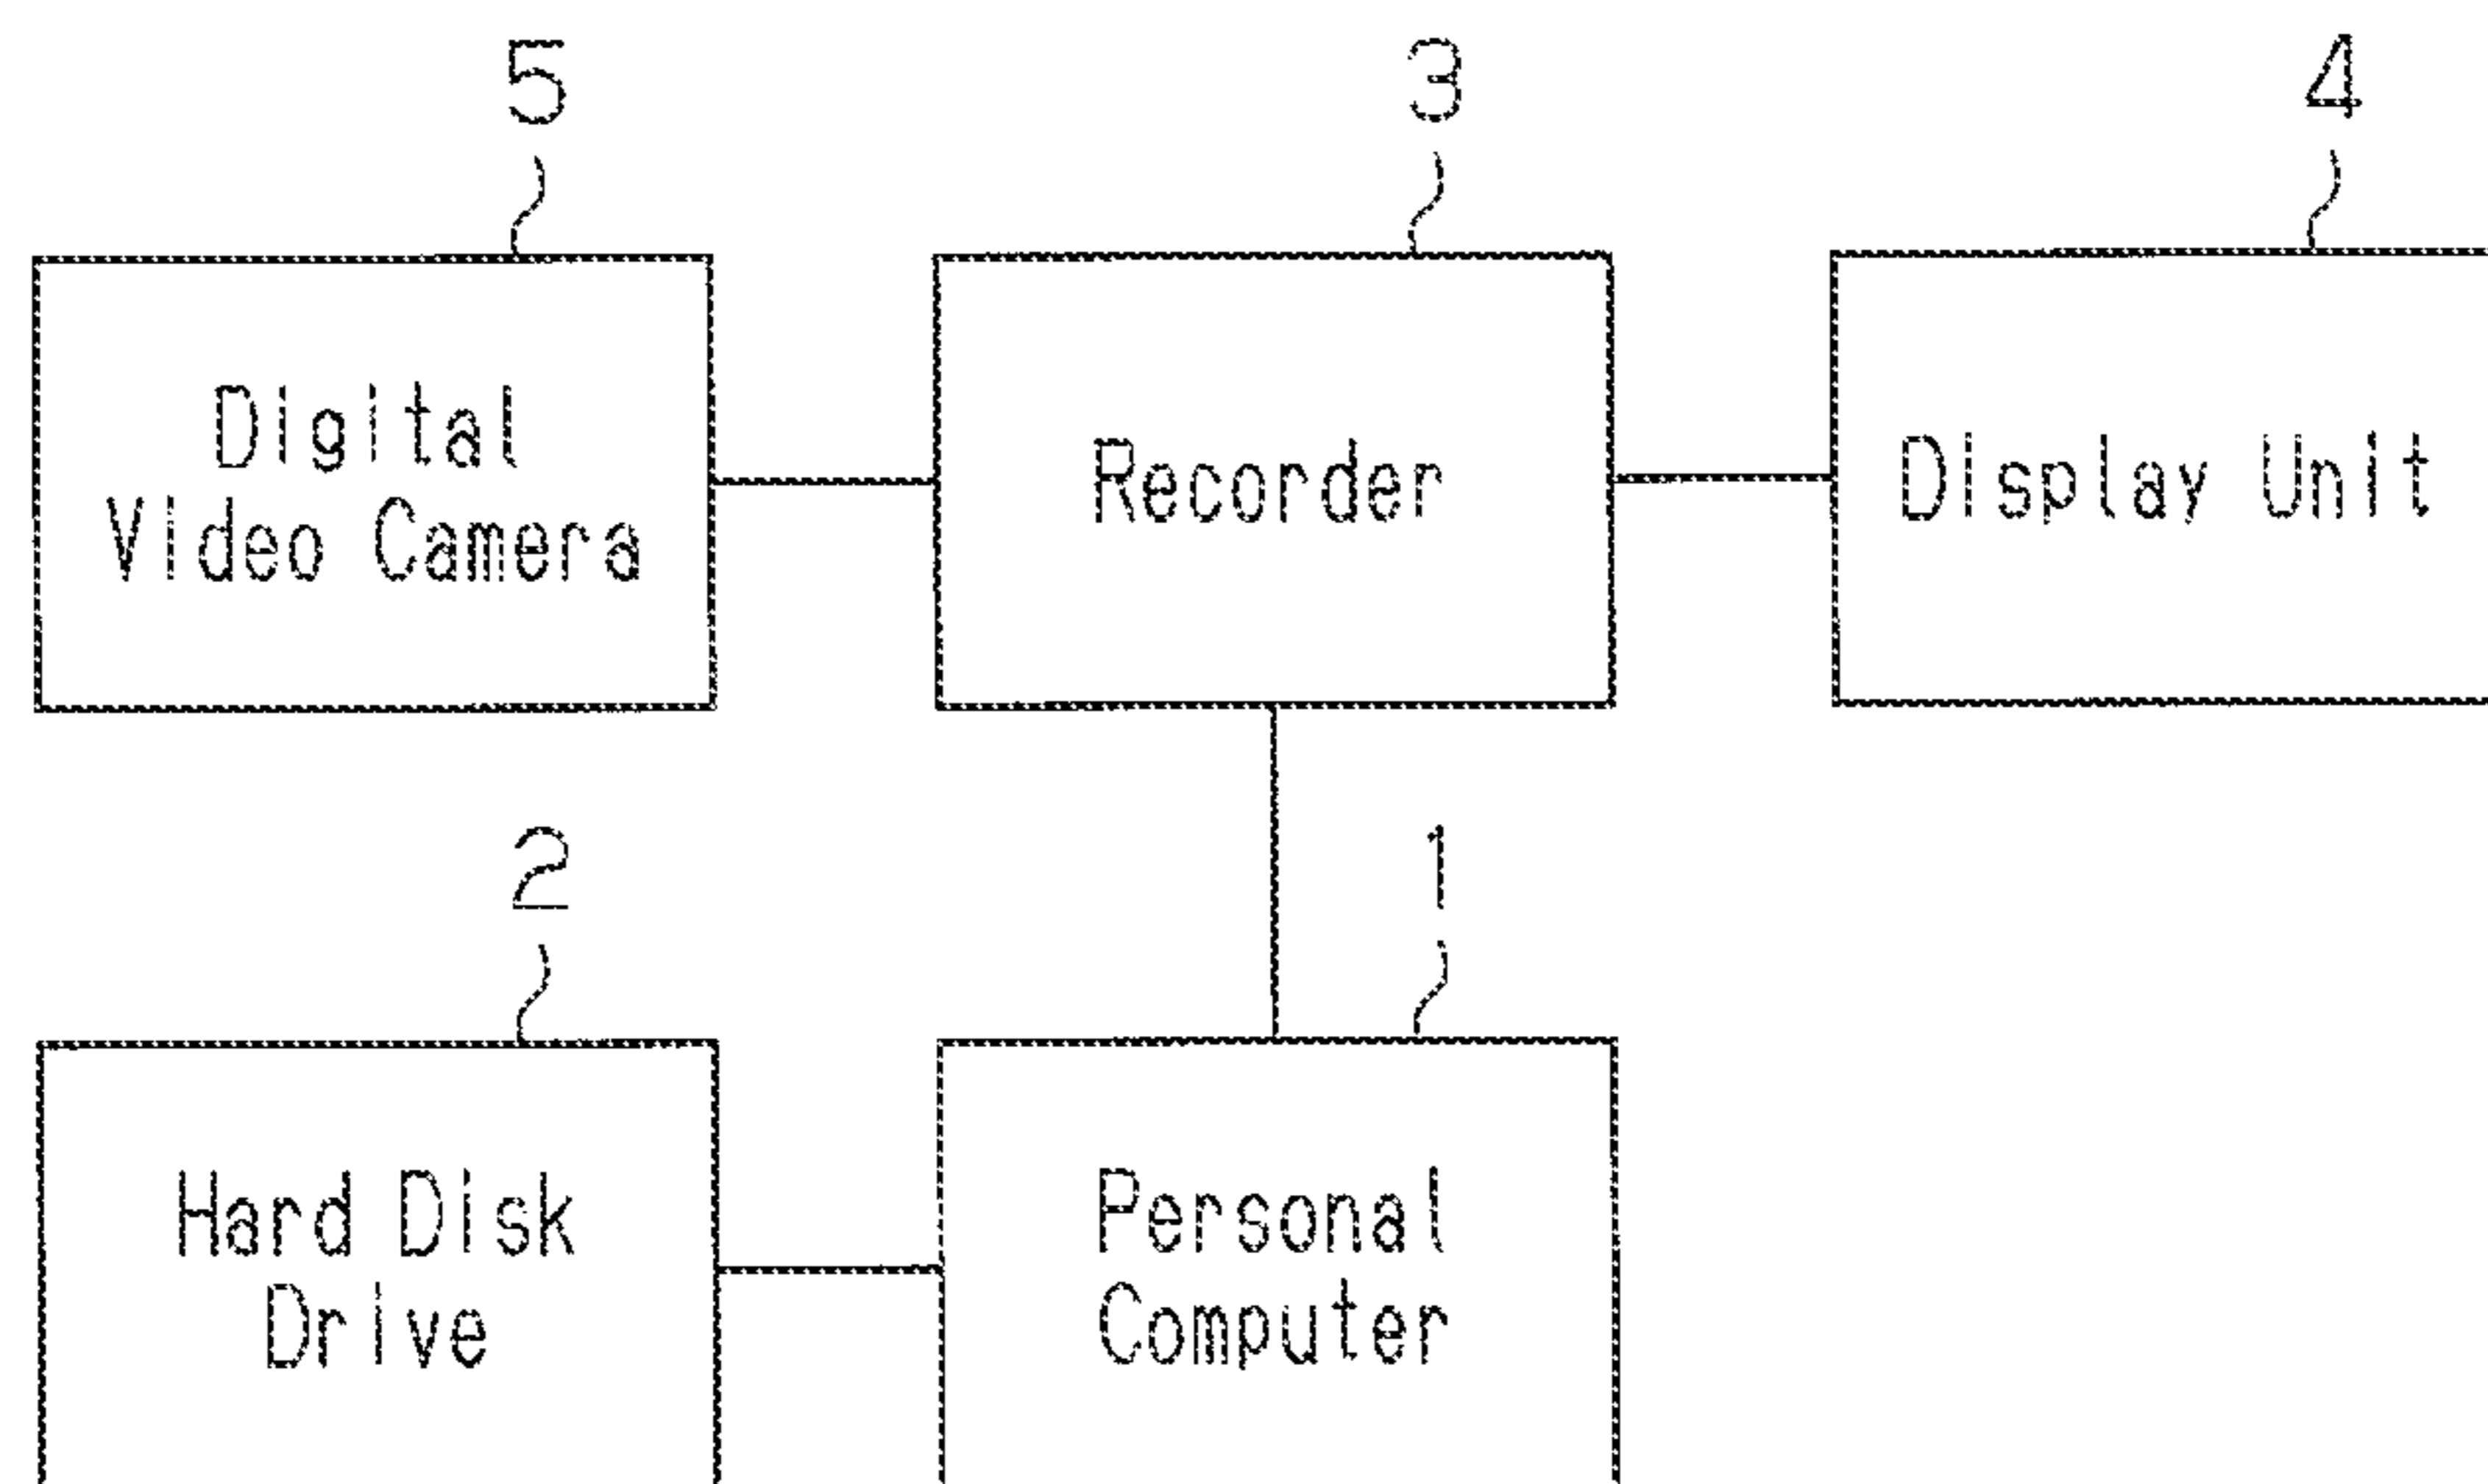 5
3
4
Digital
Video Camera
Recorder
Display Unit
2
1
Hard Disk
Drive
Personal
Computer